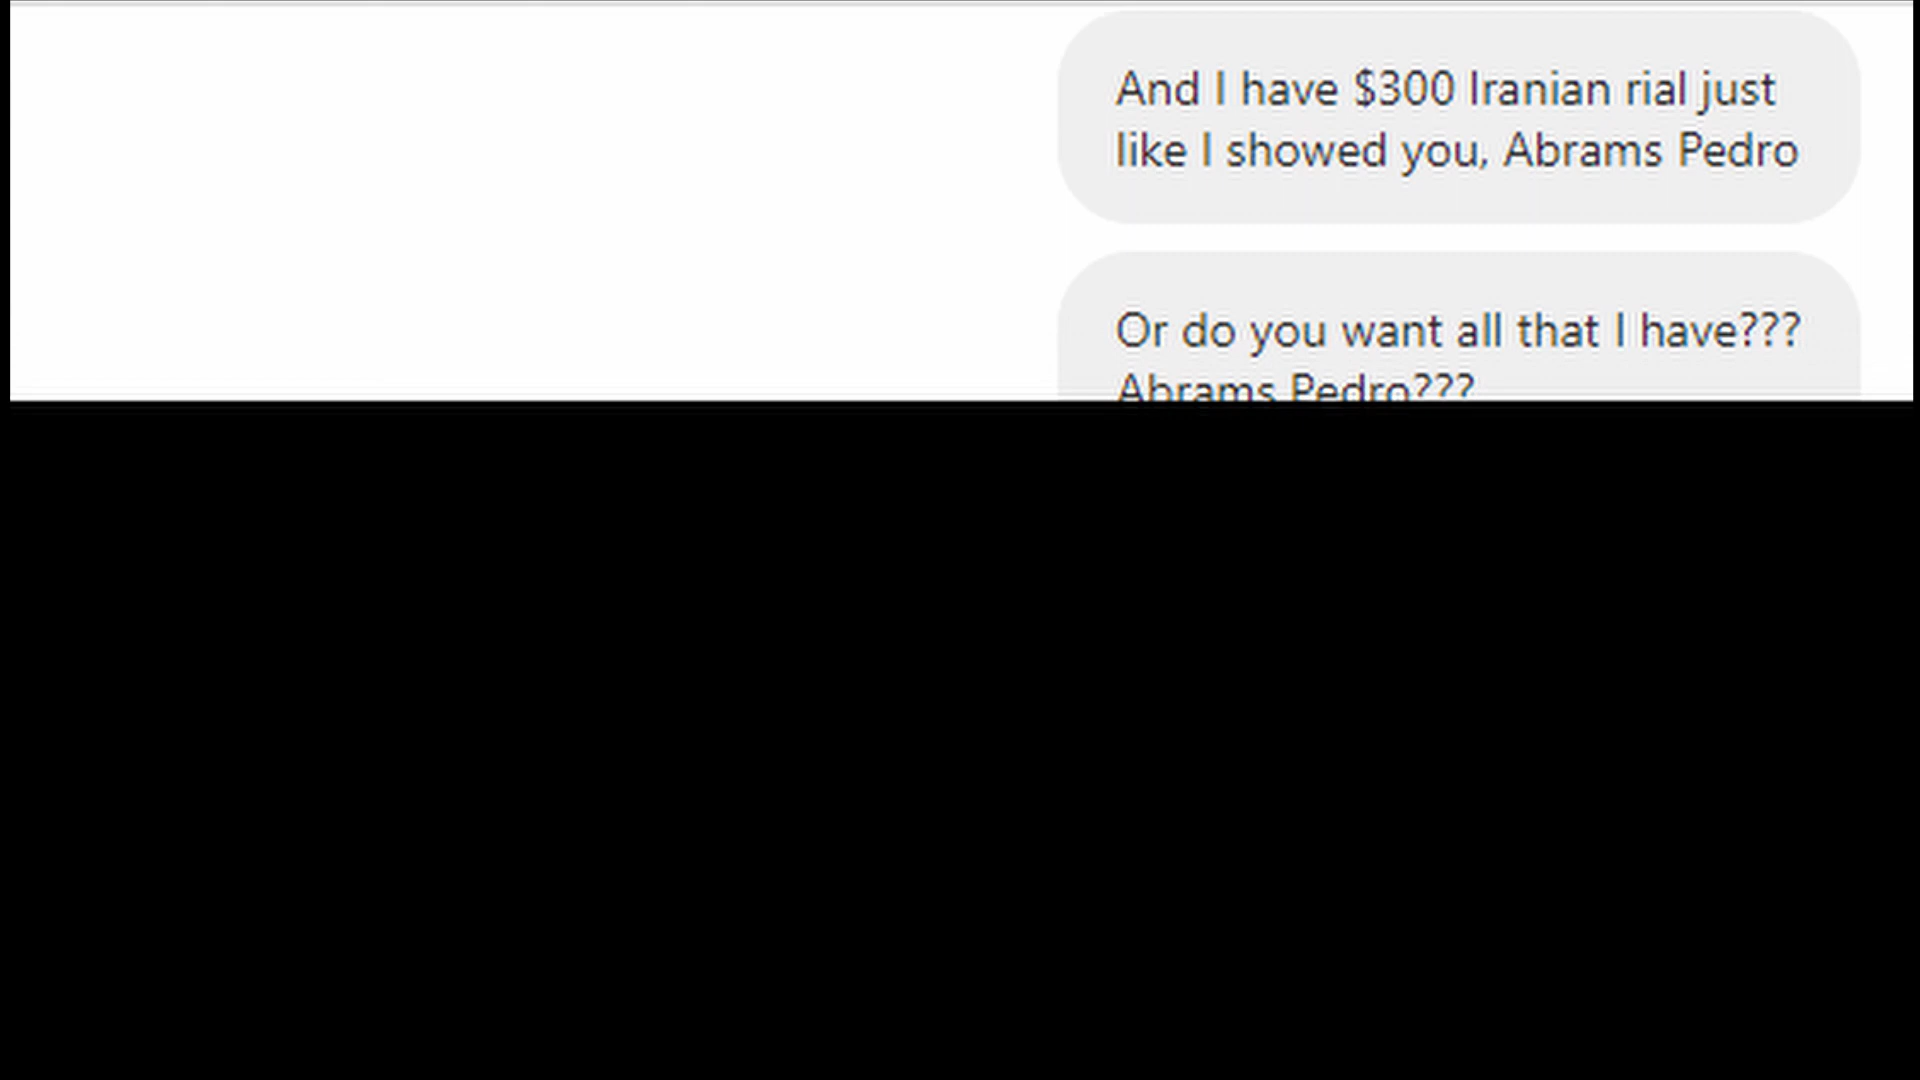 And I have $300 Iranian rial just
like I showed you, Abrams Pedro
Or do you want all that I have???
Abrams Pedro???